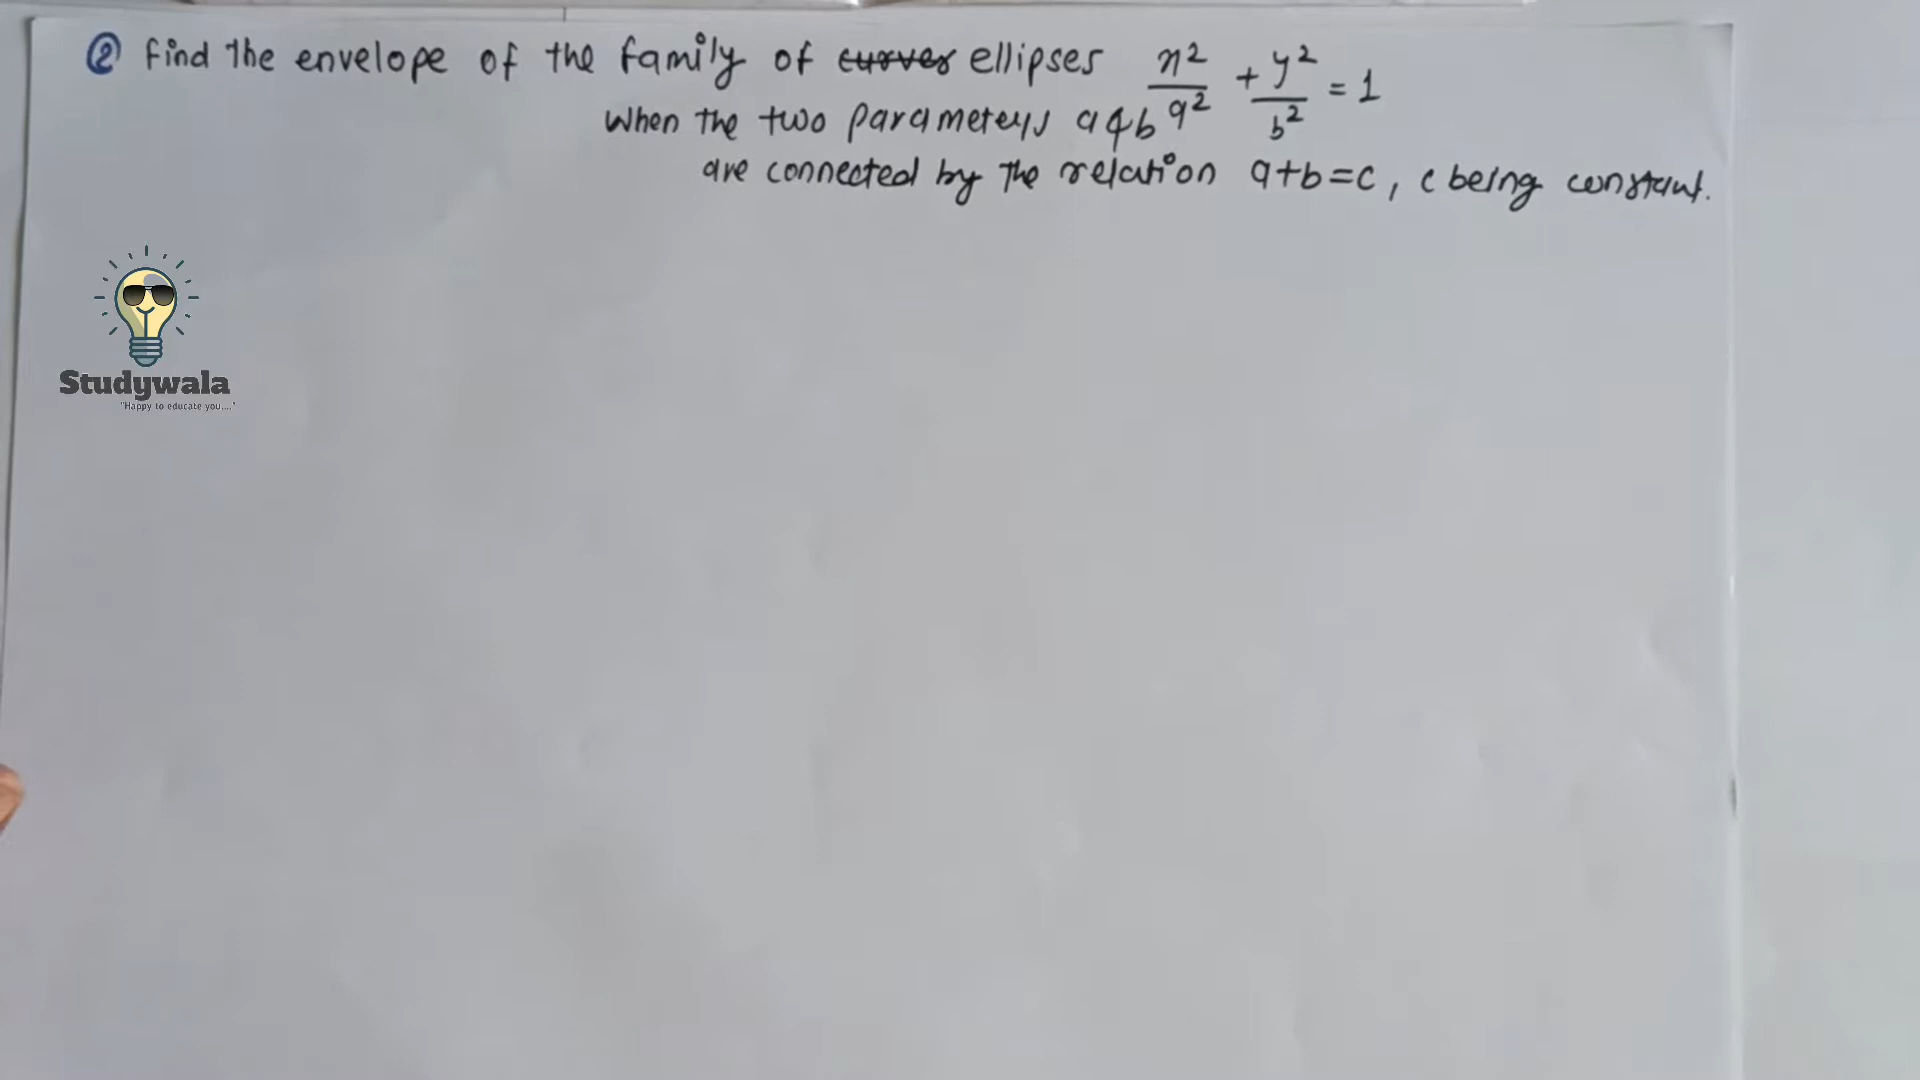 ② Find the envelope of the family of curves ellipses x²/a² + y²/b² = 1
when the two parameters a & b
are connected by the relation a+b=c, c being constant.
Studywala
"Happy to educate you...."